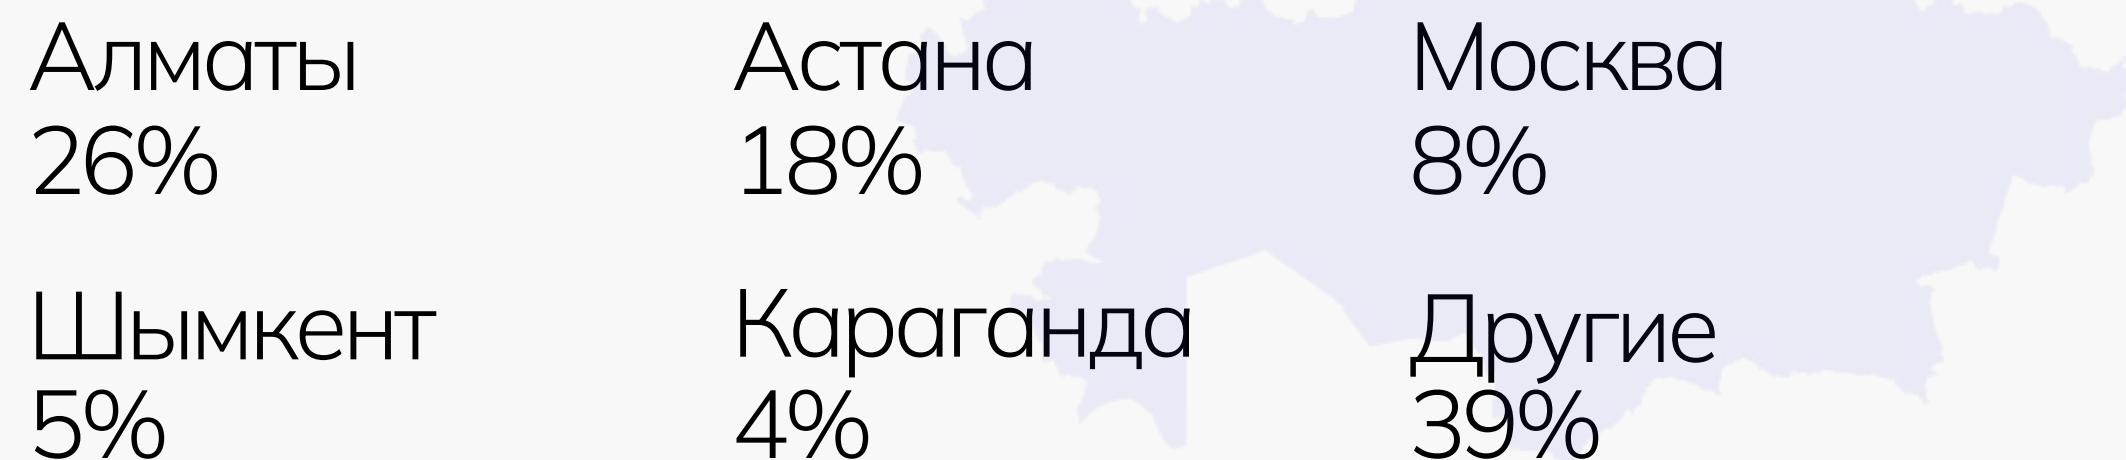 Алматы
26%
Астана
18%
Москва
8%
Шымкент
5%
Караганда
4%
Другие
39%